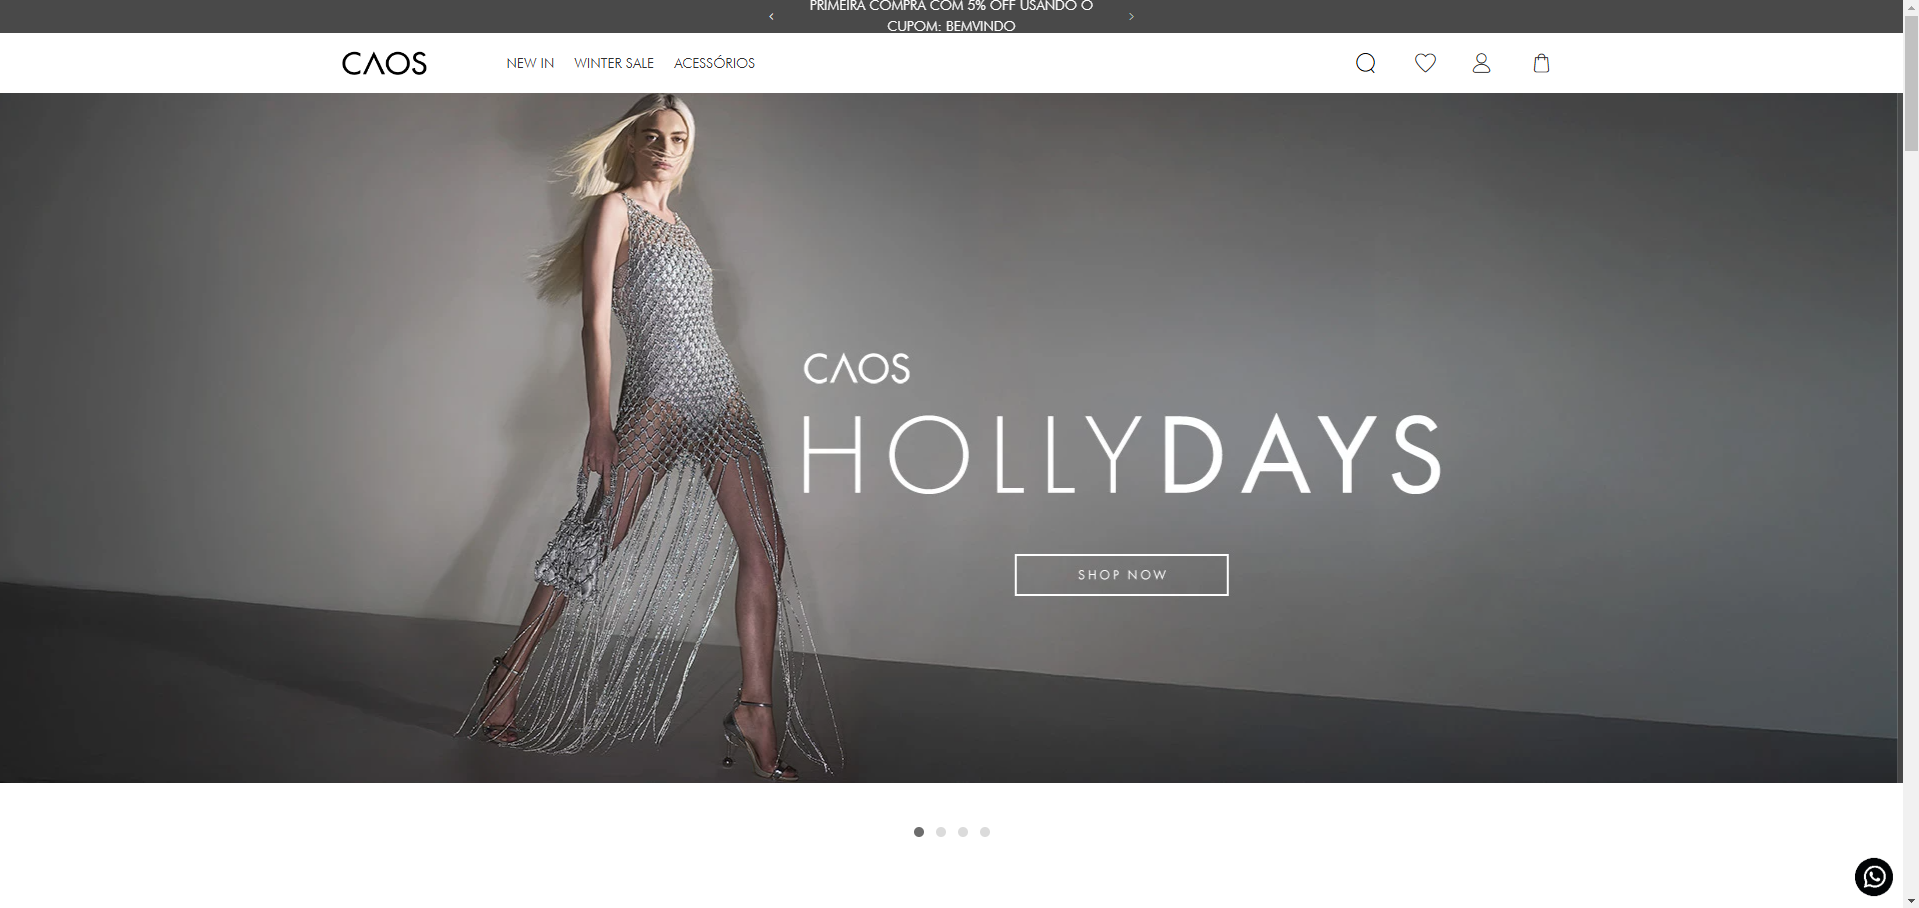 PRIMEIRA COMPRA COM 5% OFF USANDO O
CUPOM: BEMVINDO
CAOS
NEW IN
WINTER SALE
ACESSÓRIOS
CAOS
HOLLYDAYS
SHOP NOW